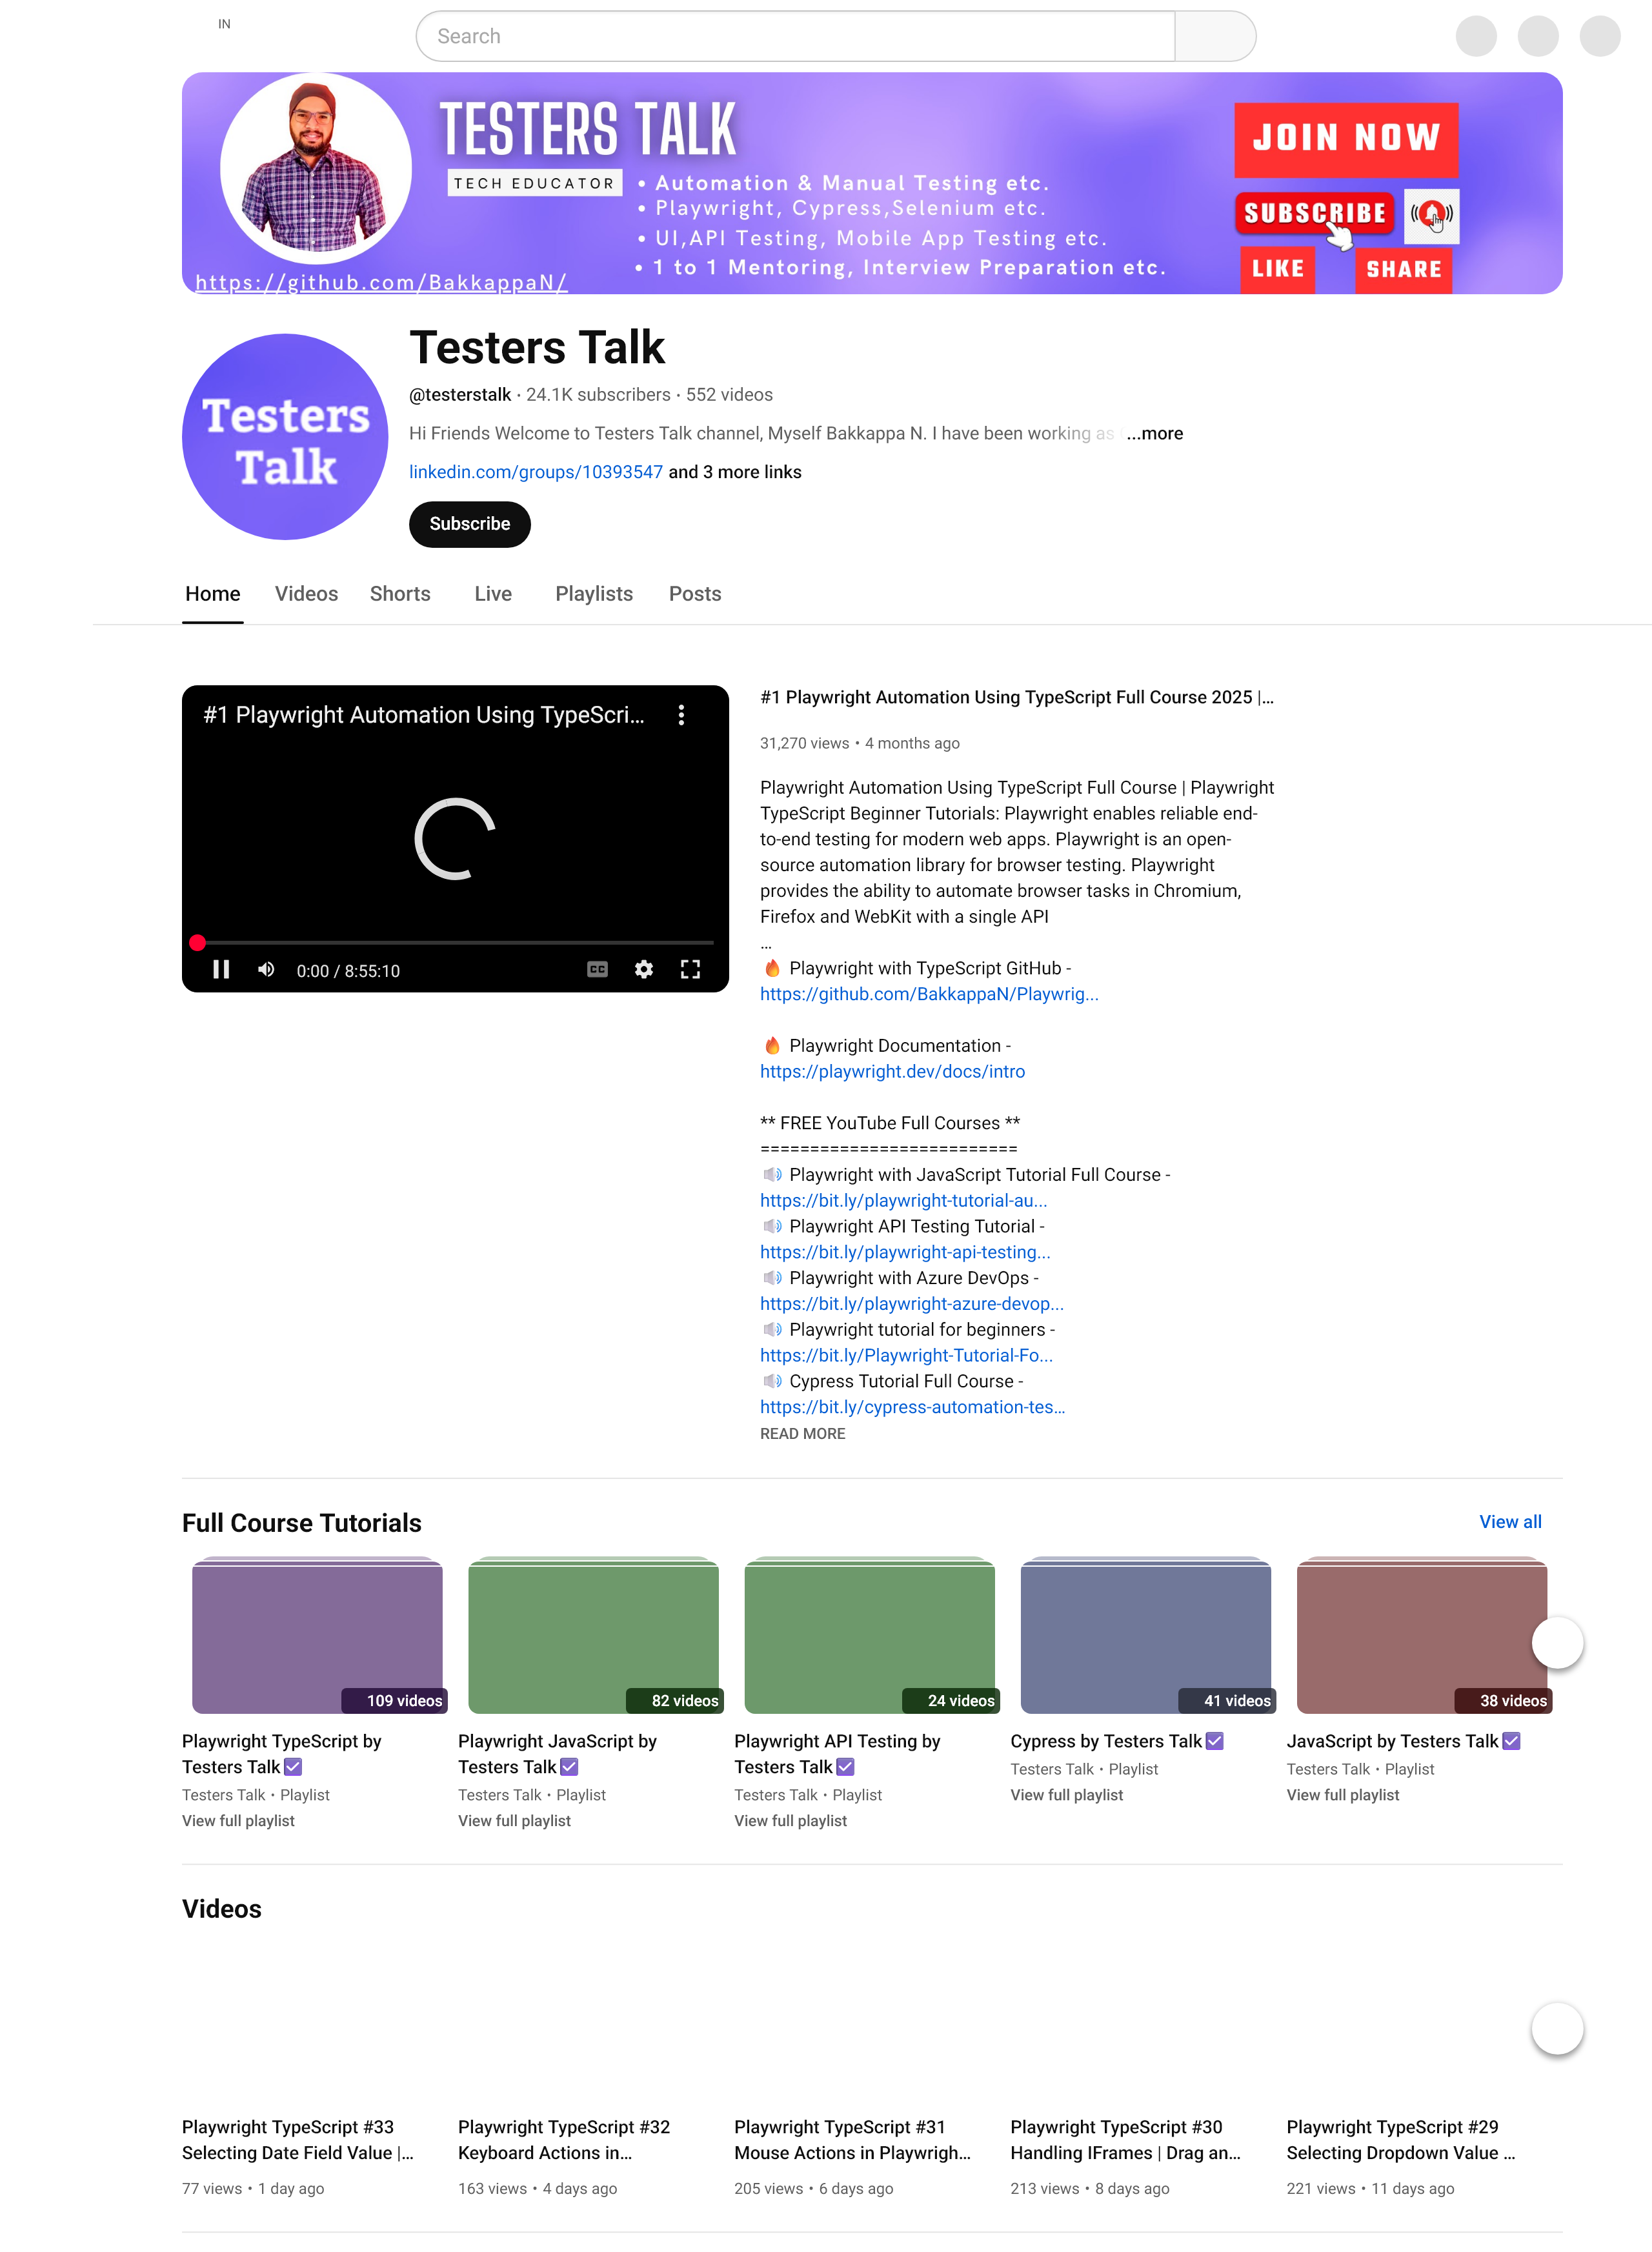 IN
Search
TESTERS TALK
TECH EDUCATOR
• Automation & Manual Testing etc.
• Playwright, Cypress,Selenium etc.
• UI,API Testing, Mobile App Testing etc.
• 1 to 1 Mentoring, Interview Preparation etc.
https://github.com/BakkappaN/
JOIN NOW
SUBSCRIBE
LIKE
SHARE
Testers
Talk
Testers Talk
@testerstalk • 24.1K subscribers • 552 videos
Hi Friends Welcome to Testers Talk channel, Myself Bakkappa N. I have been working as ...more
linkedin.com/groups/10393547 and 3 more links
Subscribe
Home Videos Shorts Live Playlists Posts
#1 Playwright Automation Using TypeScri...
0:00 / 8:55:10
CC
#1 Playwright Automation Using TypeScript Full Course 2025 |...
31,270 views • 4 months ago
Playwright Automation Using TypeScript Full Course | Playwright
TypeScript Beginner Tutorials: Playwright enables reliable end-
to-end testing for modern web apps. Playwright is an open-
source automation library for browser testing. Playwright
provides the ability to automate browser tasks in Chromium,
Firefox and WebKit with a single API
...
🔥 Playwright with TypeScript GitHub -
https://github.com/BakkappaN/Playwrig...
🔥 Playwright Documentation -
https://playwright.dev/docs/intro
** FREE YouTube Full Courses **
==========================
🔊 Playwright with JavaScript Tutorial Full Course -
https://bit.ly/playwright-tutorial-au...
🔊 Playwright API Testing Tutorial -
https://bit.ly/playwright-api-testing...
🔊 Playwright with Azure DevOps -
https://bit.ly/playwright-azure-devop...
🔊 Playwright tutorial for beginners -
https://bit.ly/Playwright-Tutorial-Fo...
🔊 Cypress Tutorial Full Course -
https://bit.ly/cypress-automation-tes...
READ MORE
Full Course Tutorials
View all
109 videos
82 videos
24 videos
41 videos
38 videos
Playwright TypeScript by
Testers Talk☑
Testers Talk • Playlist
View full playlist
Playwright JavaScript by
Testers Talk☑
Testers Talk • Playlist
View full playlist
Playwright API Testing by
Testers Talk☑
Testers Talk • Playlist
View full playlist
Cypress by Testers Talk☑
Testers Talk • Playlist
View full playlist
JavaScript by Testers Talk☑
Testers Talk • Playlist
View full playlist
Videos
Playwright TypeScript #33
Selecting Date Field Value |...
77 views • 1 day ago
Playwright TypeScript #32
Keyboard Actions in...
163 views • 4 days ago
Playwright TypeScript #31
Mouse Actions in Playwrigh...
205 views • 6 days ago
Playwright TypeScript #30
Handling IFrames | Drag an...
213 views • 8 days ago
Playwright TypeScript #29
Selecting Dropdown Value ...
221 views • 11 days ago